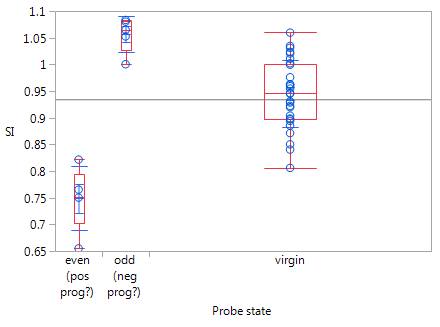 1.1
1.05
1
0.95
0.9
0.85
0.8
0.75
0.7
0.65
SI
even
(pos
prog?)
odd
(neg
prog?)
virgin
Probe state